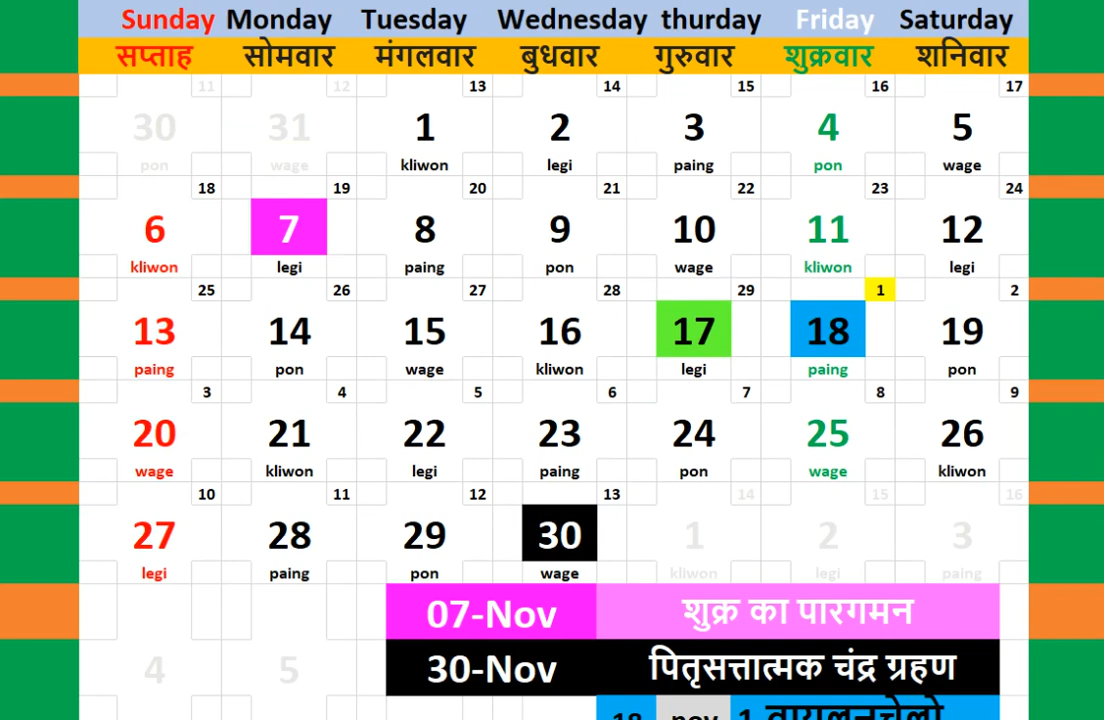 Sunday Monday Tuesday Wednesday thurday Friday Saturday
सप्ताह सोमवार मंगलवार बुधवार गुरुवार शुक्रवार शनिवार
11 12 13 14 15 16 17
30 31 1 2 3 4 5
pon wage kliwon legi paing pon wage
18 19 20 21 22 23 24
6 7 8 9 10 11 12
kliwon legi paing pon wage kliwon legi
25 26 27 28 29 1 2
13 14 15 16 17 18 19
paing pon wage kliwon legi paing pon
3 4 5 6 7 8 9
20 21 22 23 24 25 26
wage kliwon legi paing pon wage kliwon
10 11 12 13 14 15 16
27 28 29 30 1 2 3
legi paing pon wage kliwon legi paing
07-Nov शुक्र का पारगमन
4 5 30-Nov पितृसत्तात्मक चंद्र ग्रहण
18 nov 1